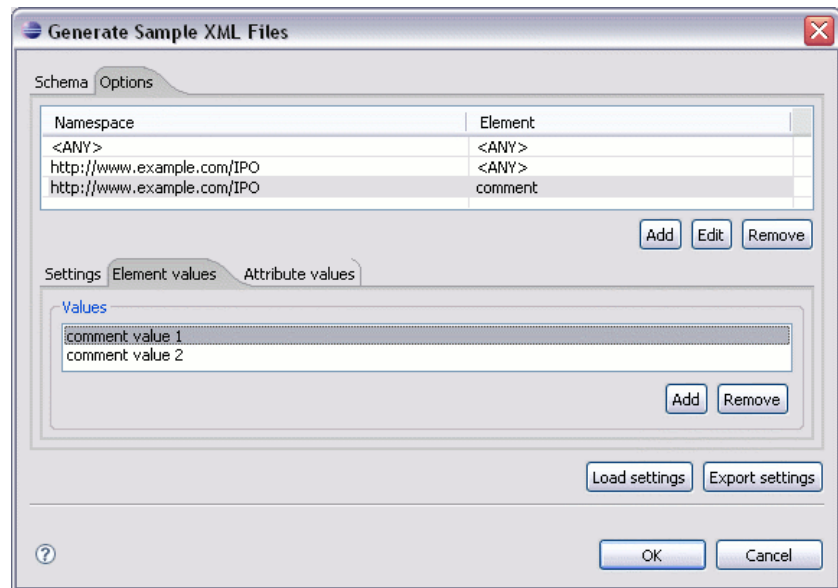 Generate Sample XML Files
Schema Options
Namespace Element
<ANY> <ANY>
http://www.example.com/IPO <ANY>
http://www.example.com/IPO comment
Add Edit Remove
Settings Element values Attribute values
Values
comment value 1
comment value 2
Add Remove
Load settings Export settings
? OK Cancel